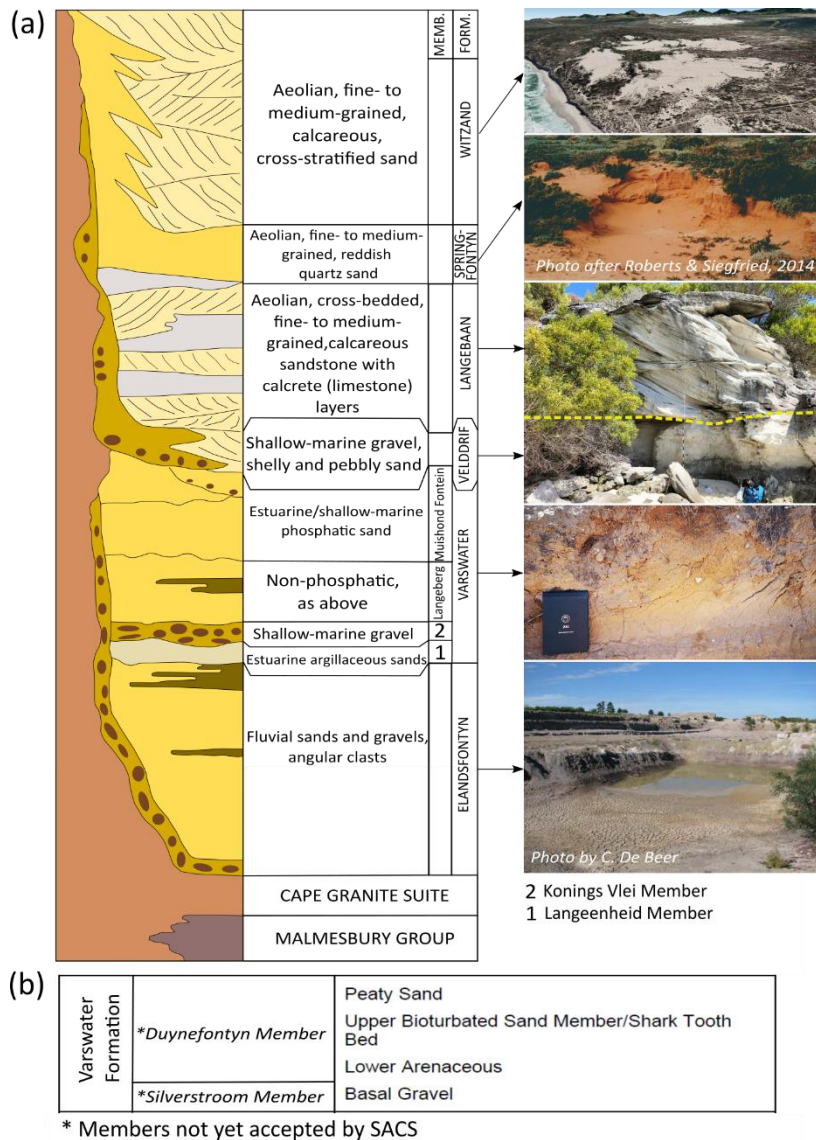 (a)
MEMB.
FORM.
Aeolian, fine- to
medium-grained,
calcareous,
cross-stratified sand
WITZAND
Aeolian, fine- to medium-
grained, reddish
quartz sand
SPRING-
FONTYN
Photo after Roberts & Siegfried, 2014
Aeolian, cross-bedded,
fine- to medium-
grained,calcareous
sandstone with
calcrete (limestone)
layers
LANGEBAAN
Shallow-marine gravel,
shelly and pebbly sand
VELDDRIF
Estuarine/shallow-marine
phosphatic sand
Muishond Fontein
Non-phosphatic,
as above
Langeberg
VARSWATER
Shallow-marine gravel
2
Estuarine argillaceous sands
1
Fluvial sands and gravels,
angular clasts
ELANDSFONTYN
Photo by C. De Beer
CAPE GRANITE SUITE
MALMESBURY GROUP
2 Konings Vlei Member
1 Langeenheid Member
(b)
Varswater
Formation
*Duynefontyn Member
Peaty Sand
Upper Bioturbated Sand Member/Shark Tooth
Bed
Lower Arenaceous
*Silverstroom Member
Basal Gravel
* Members not yet accepted by SACS